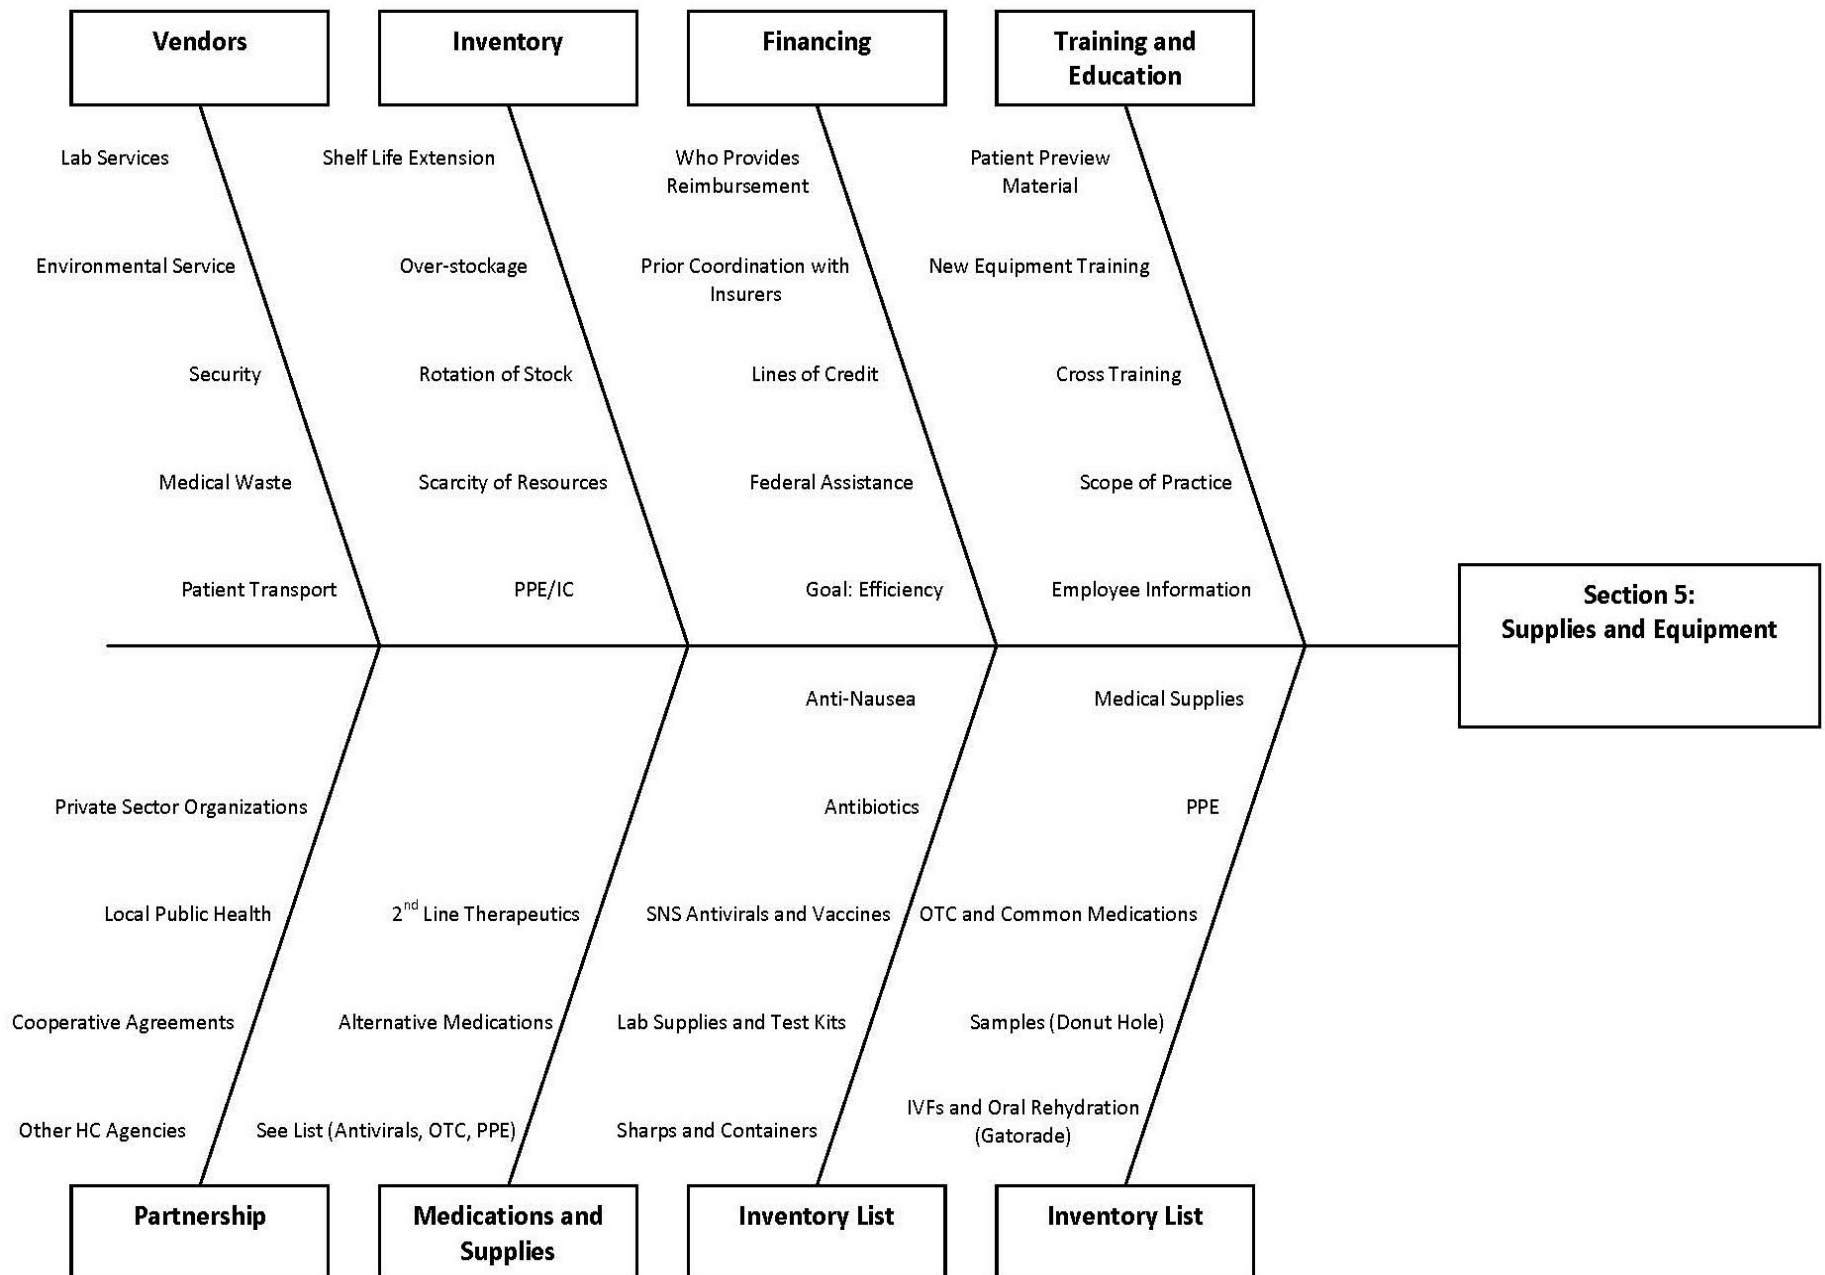 Vendors
Inventory
Financing
Training and
Education
Lab Services
Shelf Life Extension
Who Provides
Reimbursement
Patient Preview
Material
Environmental Service
Over-stockage
Prior Coordination with
Insurers
New Equipment Training
Security
Rotation of Stock
Lines of Credit
Cross Training
Medical Waste
Scarcity of Resources
Federal Assistance
Scope of Practice
Patient Transport
PPE/IC
Goal: Efficiency
Employee Information
Section 5:
Supplies and Equipment
Anti-Nausea
Medical Supplies
Private Sector Organizations
Antibiotics
PPE
Local Public Health
2nd Line Therapeutics
SNS Antivirals and Vaccines
OTC and Common Medications
Cooperative Agreements
Alternative Medications
Lab Supplies and Test Kits
Samples (Donut Hole)
Other HC Agencies
See List (Antivirals, OTC, PPE)
Sharps and Containers
IVFs and Oral Rehydration
(Gatorade)
Partnership
Medications and
Supplies
Inventory List
Inventory List